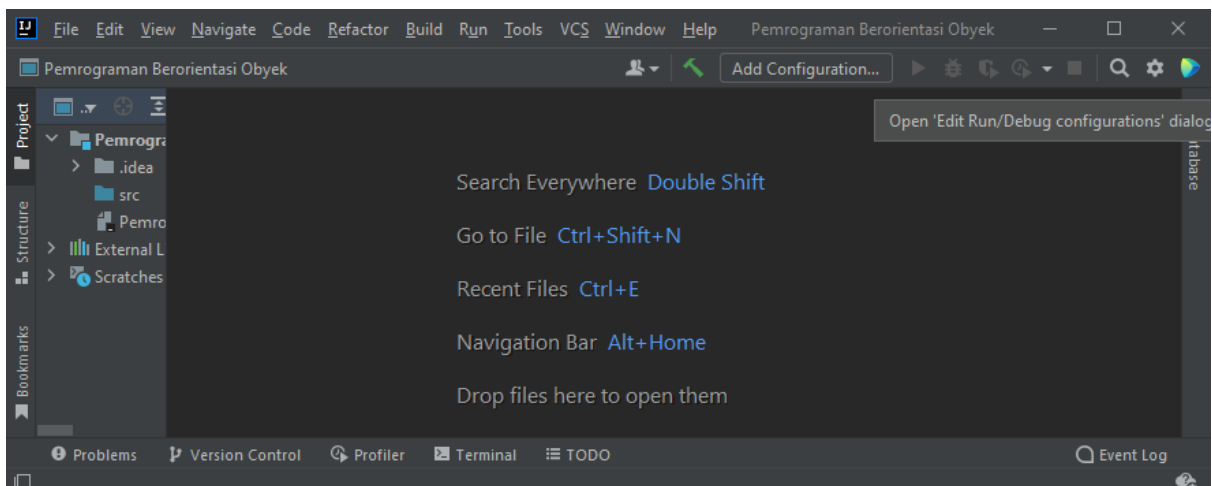 IJ File Edit View Navigate Code Refactor Build Run Tools VCS Window Help Pemrograman Berorientasi Obyek
Pemrograman Berorientasi Obyek Add Configuration...
Open 'Edit Run/Debug configurations' dialog
Project
..
Pemrogra
.idea
src
Pemro
External L
Scratches
Structure
Bookmarks
Search Everywhere Double Shift
Go to File Ctrl+Shift+N
Recent Files Ctrl+E
Navigation Bar Alt+Home
Drop files here to open them
tabase
Problems Version Control Profiler Terminal TODO Event Log